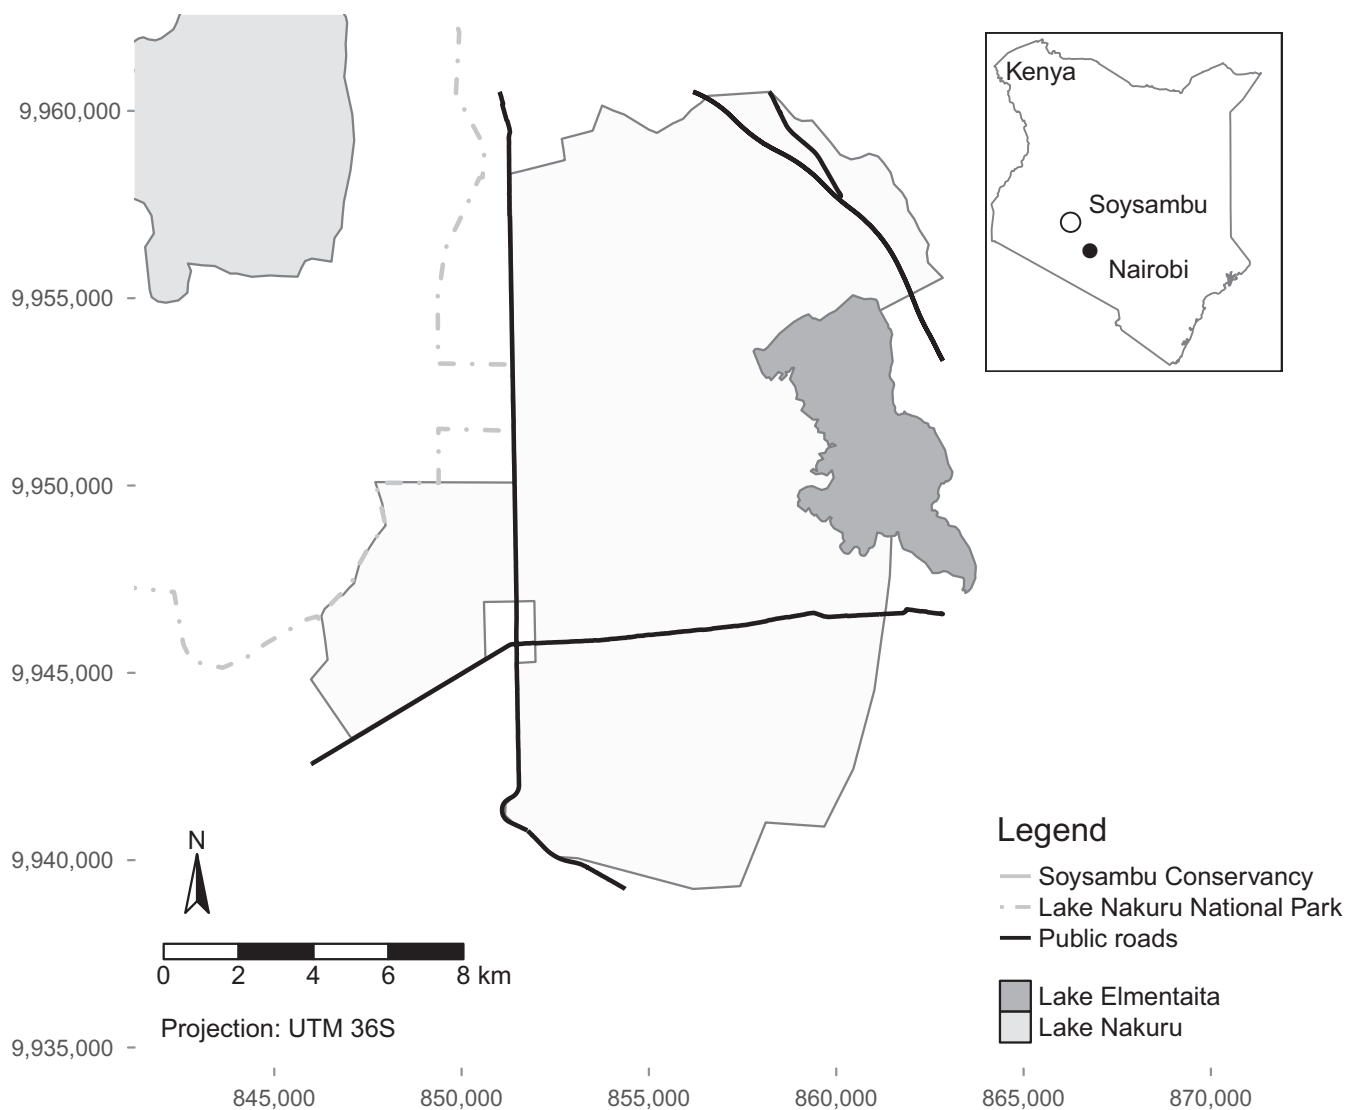 9,960,000
9,955,000
9,950,000
9,945,000
9,940,000
9,935,000
Kenya
Soysambu
Nairobi
N
0 2 4 6 8 km
Projection: UTM 36S
Legend
Soysambu Conservancy
Lake Nakuru National Park
Public roads
Lake Elmentaita
Lake Nakuru
845,000 850,000 855,000 860,000 865,000 870,000